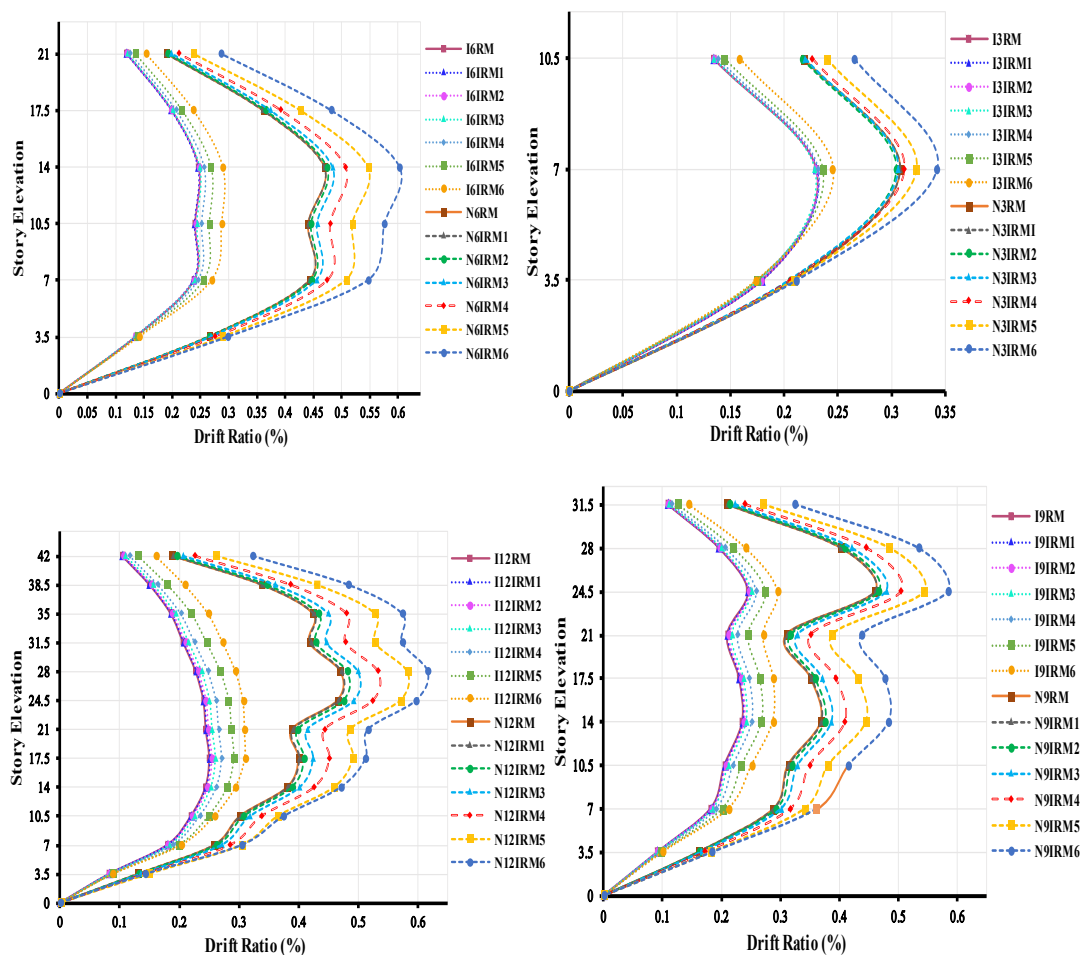 Story Elevation
21
17.5
14
10.5
7
3.5
0
0
0.05
0.1
0.15
0.2
0.25
0.3
0.35
0.4
0.45
0.5
0.55
0.6
Drift Ratio (%)
I6RM
I6IRM1
I6IRM2
I6IRM3
I6IRM4
I6IRM5
I6IRM6
N6RM
N6IRM1
N6IRM2
N6IRM3
N6IRM4
N6IRM5
N6IRM6
Story Elevation
10.5
7
3.5
0
0
0.05
0.1
0.15
0.2
0.25
0.3
0.35
Drift Ratio (%)
I3RM
I3IRM1
I3IRM2
I3IRM3
I3IRM4
I3IRM5
I3IRM6
N3RM
N3IRM1
N3IRM2
N3IRM3
N3IRM4
N3IRM5
N3IRM6
Story Elevation
42
38.5
35
31.5
28
24.5
21
17.5
14
10.5
7
3.5
0
0
0.1
0.2
0.3
0.4
0.5
0.6
Drift Ratio (%)
I12RM
I12IRM1
I12IRM2
I12IRM3
I12IRM4
I12IRM5
I12IRM6
N12RM
N12IRM1
N12IRM2
N12IRM3
N12IRM4
N12IRM5
N12IRM6
Story Elevation
31.5
28
24.5
21
17.5
14
10.5
7
3.5
0
0
0.1
0.2
0.3
0.4
0.5
0.6
Drift Ratio (%)
I9RM
I9IRM1
I9IRM2
I9IRM3
I9IRM4
I9IRM5
I9IRM6
N9RM
N9IRM1
N9IRM2
N9IRM3
N9IRM4
N9IRM5
N9IRM6